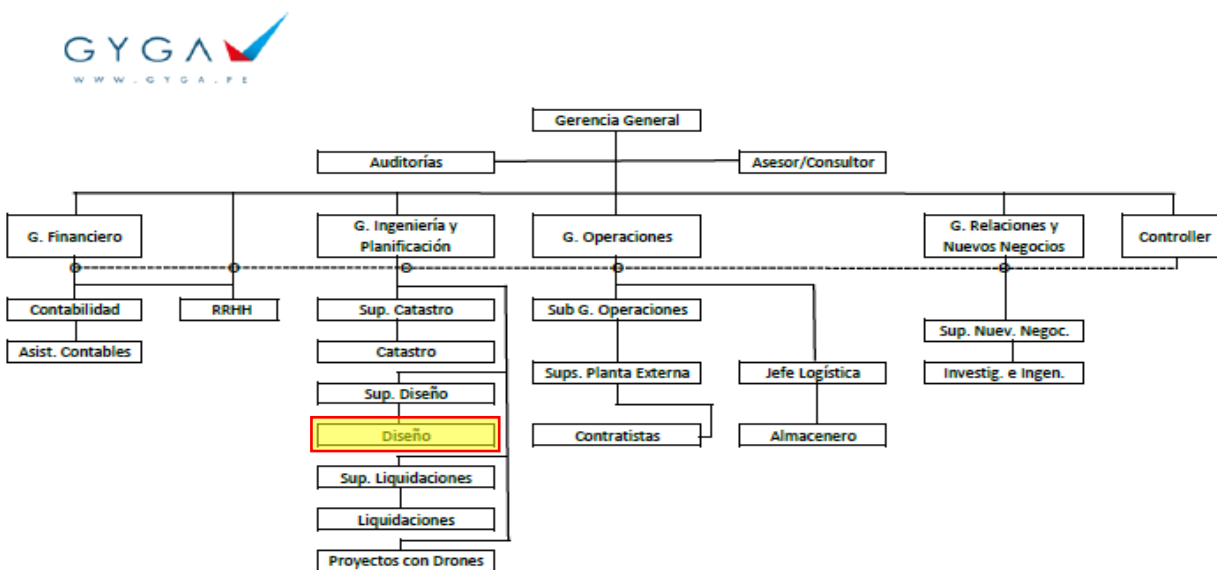 GYGA
WWW.GYGA.PE
Gerencia General
Auditorías
Asesor/Consultor
G. Financiero
G. Ingeniería y
Planificación
G. Operaciones
G. Relaciones y
Nuevos Negocios
Controller
Contabilidad
RRHH
Sup. Catastro
Sub G. Operaciones
Sup. Nuev. Negoc.
Asist. Contables
Catastro
Sups. Planta Externa
Jefe Logística
Investig. e Ingen.
Sup. Diseño
Diseño
Contratistas
Almacenero
Sup. Liquidaciones
Liquidaciones
Proyectos con Drones